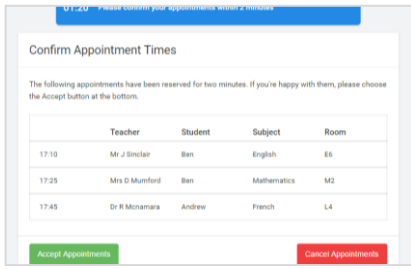 01:20 Please confirm your appointments within 2 minutes
Confirm Appointment Times
The following appointments have been reserved for two minutes. If you're happy with them, please choose
the Accept button at the bottom.
Teacher Student Subject Room
17:10 Mr J Sinclair Ben English E6
17:25 Mrs D Mumford Ben Mathematics M2
17:45 Dr R Mcnamara Andrew French L4
Accept Appointments Cancel Appointments